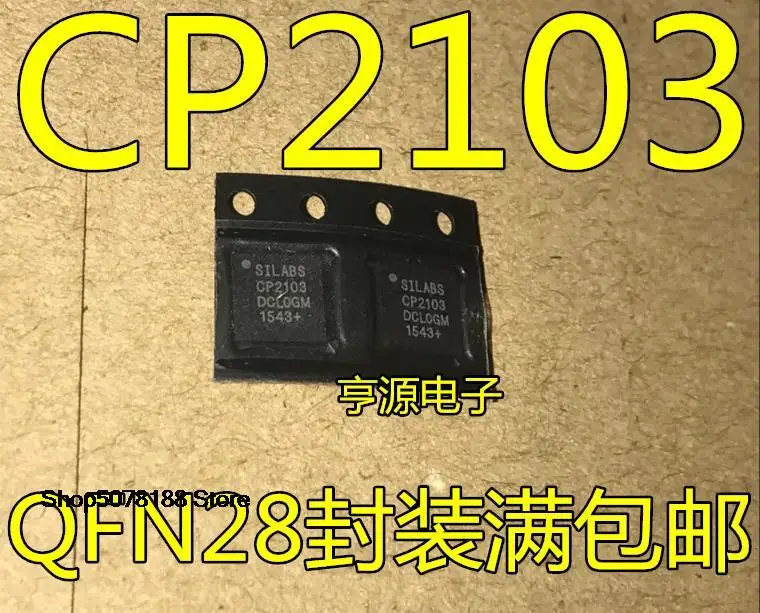 CP2103
SILABS
CP2103
DCL0GM
1543+
SILABS
CP2103
DCL0GM
1543+
亨源电子
Shop5078188 Store
QFN28封装满包邮